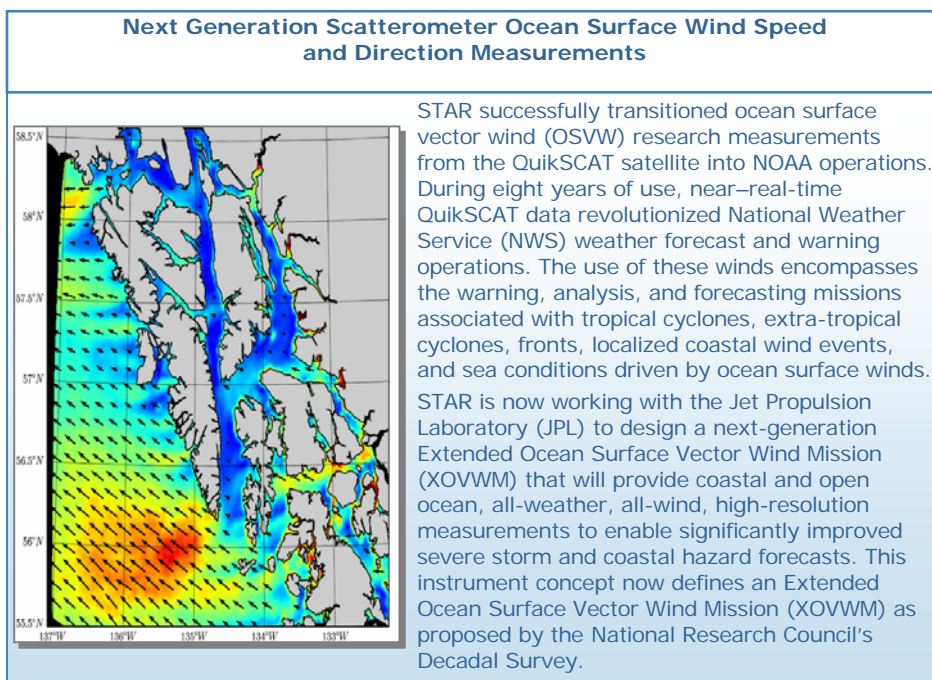 Next Generation Scatterometer Ocean Surface Wind Speed
and Direction Measurements
58.5°N
58°N
57.5°N
57°N
56.5°N
56°N
55.5°N
137°W
136°W
135°W
134°W
133°W
STAR successfully transitioned ocean surface
vector wind (OSVW) research measurements
from the QuikSCAT satellite into NOAA operations.
During eight years of use, near–real-time
QuikSCAT data revolutionized National Weather
Service (NWS) weather forecast and warning
operations. The use of these winds encompasses
the warning, analysis, and forecasting missions
associated with tropical cyclones, extra-tropical
cyclones, fronts, localized coastal wind events,
and sea conditions driven by ocean surface winds.
STAR is now working with the Jet Propulsion
Laboratory (JPL) to design a next-generation
Extended Ocean Surface Vector Wind Mission
(XOVWM) that will provide coastal and open
ocean, all-weather, all-wind, high-resolution
measurements to enable significantly improved
severe storm and coastal hazard forecasts. This
instrument concept now defines an Extended
Ocean Surface Vector Wind Mission (XOVWM) as
proposed by the National Research Council's
Decadal Survey.